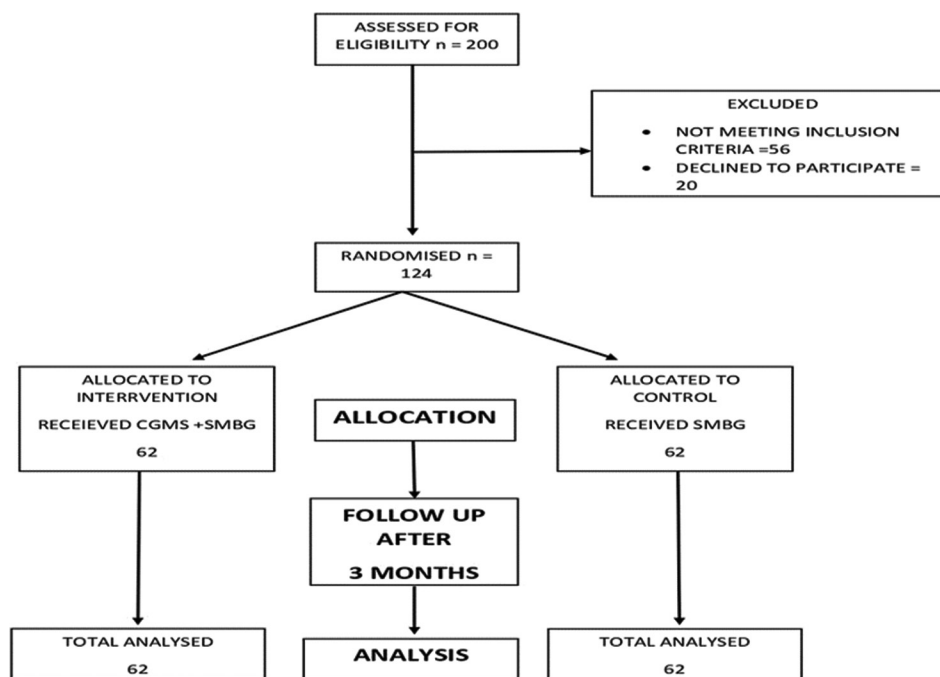 ASSESSED FOR
ELIGIBILITY n = 200
EXCLUDED
• NOT MEETING INCLUSION
CRITERIA =56
• DECLINED TO PARTICIPATE =
20
RANDOMISED n =
124
ALLOCATED TO
INTERRVENTION
RECEIEVED CGMS +SMBG
62
ALLOCATION
ALLOCATED TO
CONTROL
RECEIVED SMBG
62
FOLLOW UP
AFTER
3 MONTHS
TOTAL ANALYSED
62
ANALYSIS
TOTAL ANALYSED
62